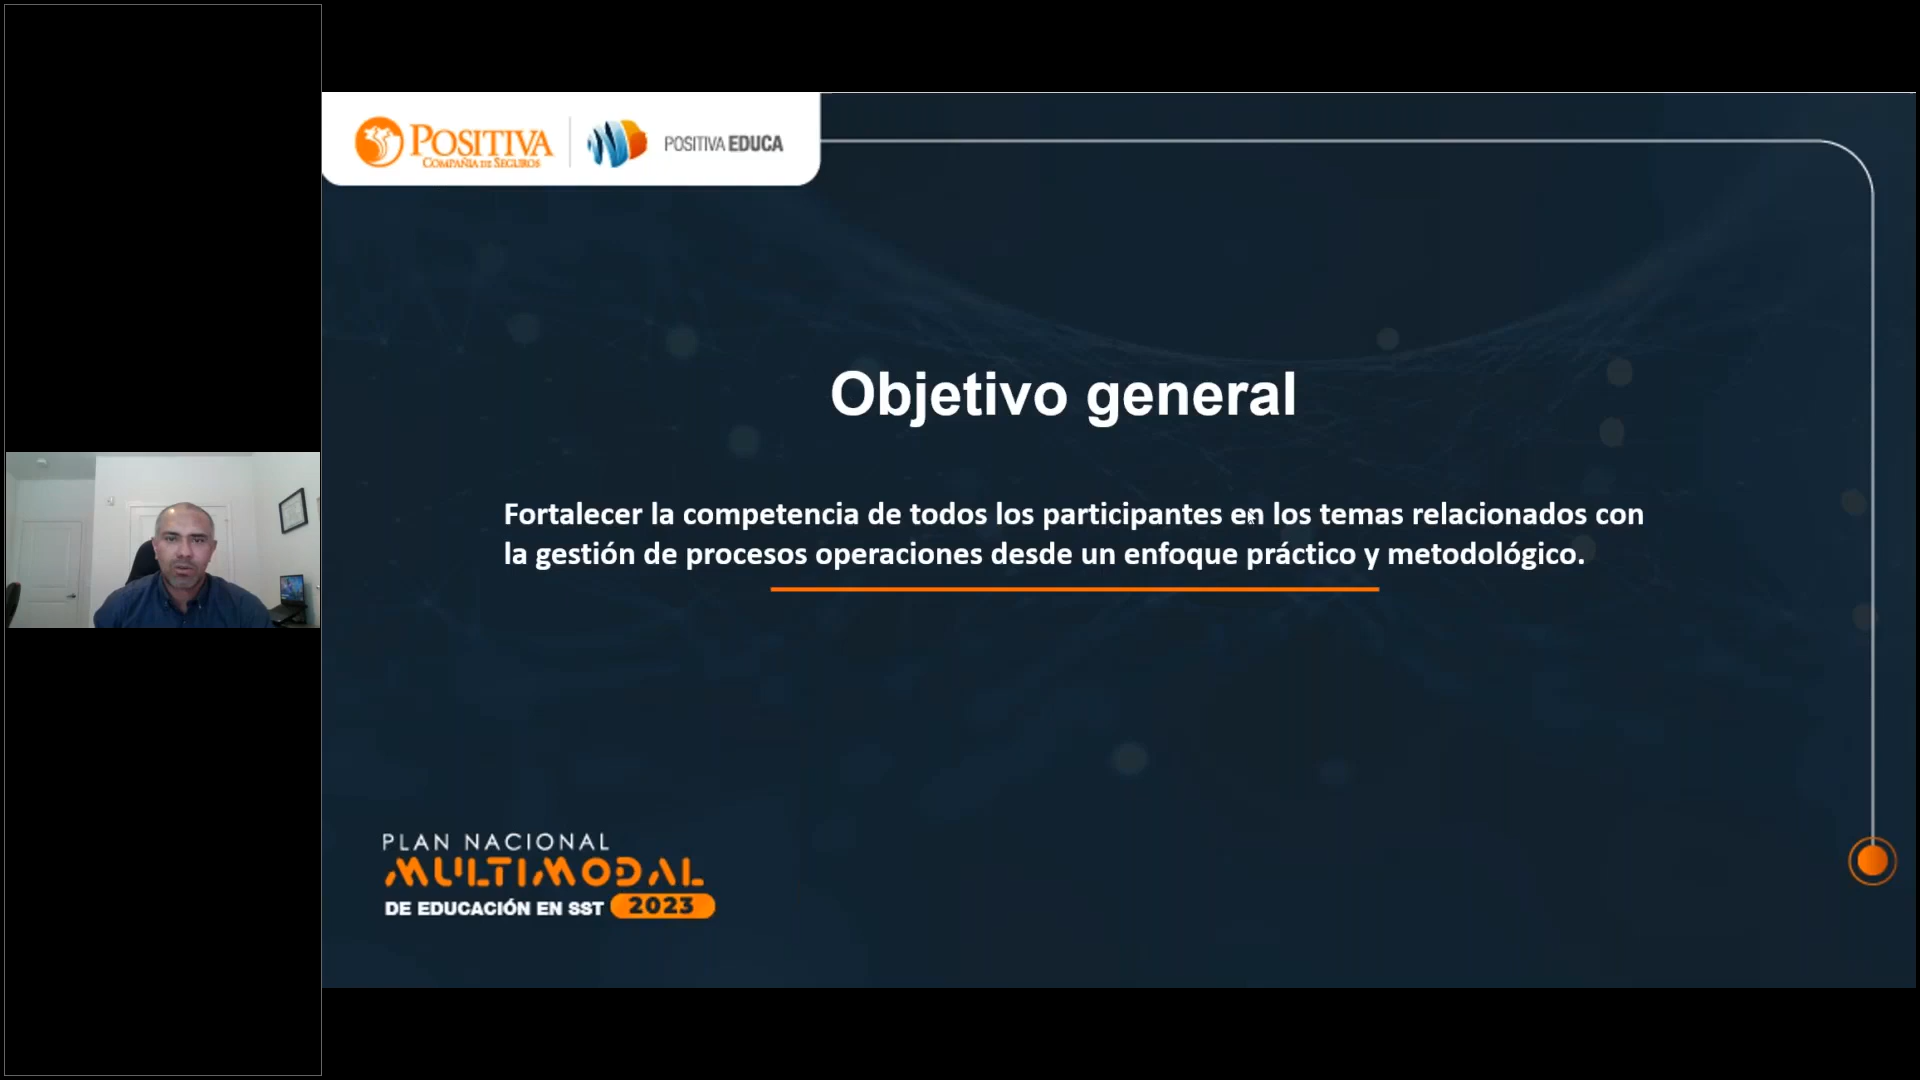 POSITIVA
COMPAÑIA DE SEGUROS
POSITIVA EDUCA
Objetivo general
Fortalecer la competencia de todos los participantes en los temas relacionados con
la gestión de procesos operaciones desde un enfoque práctico y metodológico.
PLAN NACIONAL
MULTIMODAL
DE EDUCACIÓN EN SST 2023